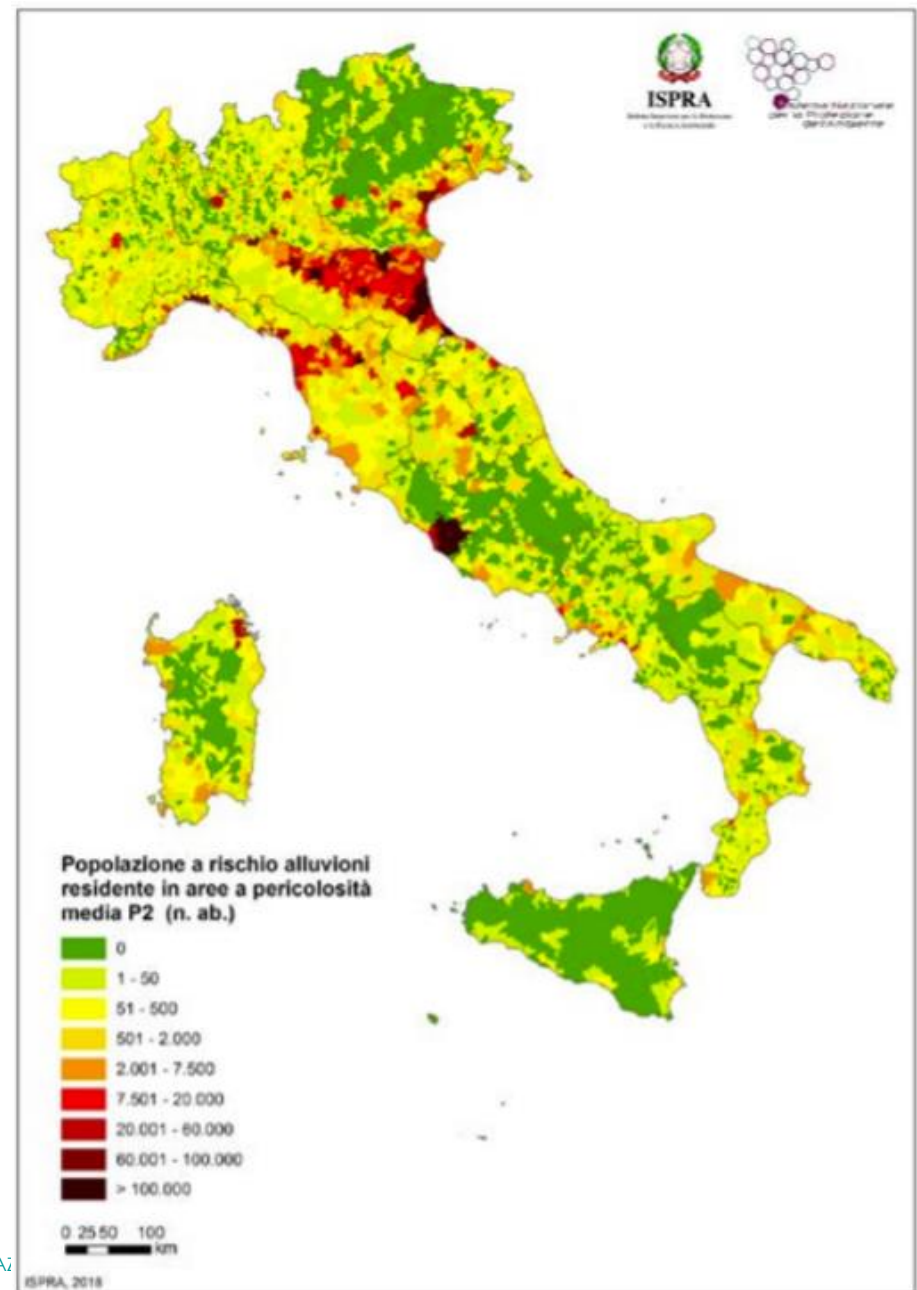 ISPRA
Popolazione a rischio alluvioni
residente in aree a pericolosità
media P2 (n. ab.)
0
1 - 50
51 - 500
501 - 2.000
2.001 - 7.500
7.501 - 20.000
20.001 - 60.000
60.001 - 100.000
> 100.000
0 25 50 100
km
ISPRA, 2018